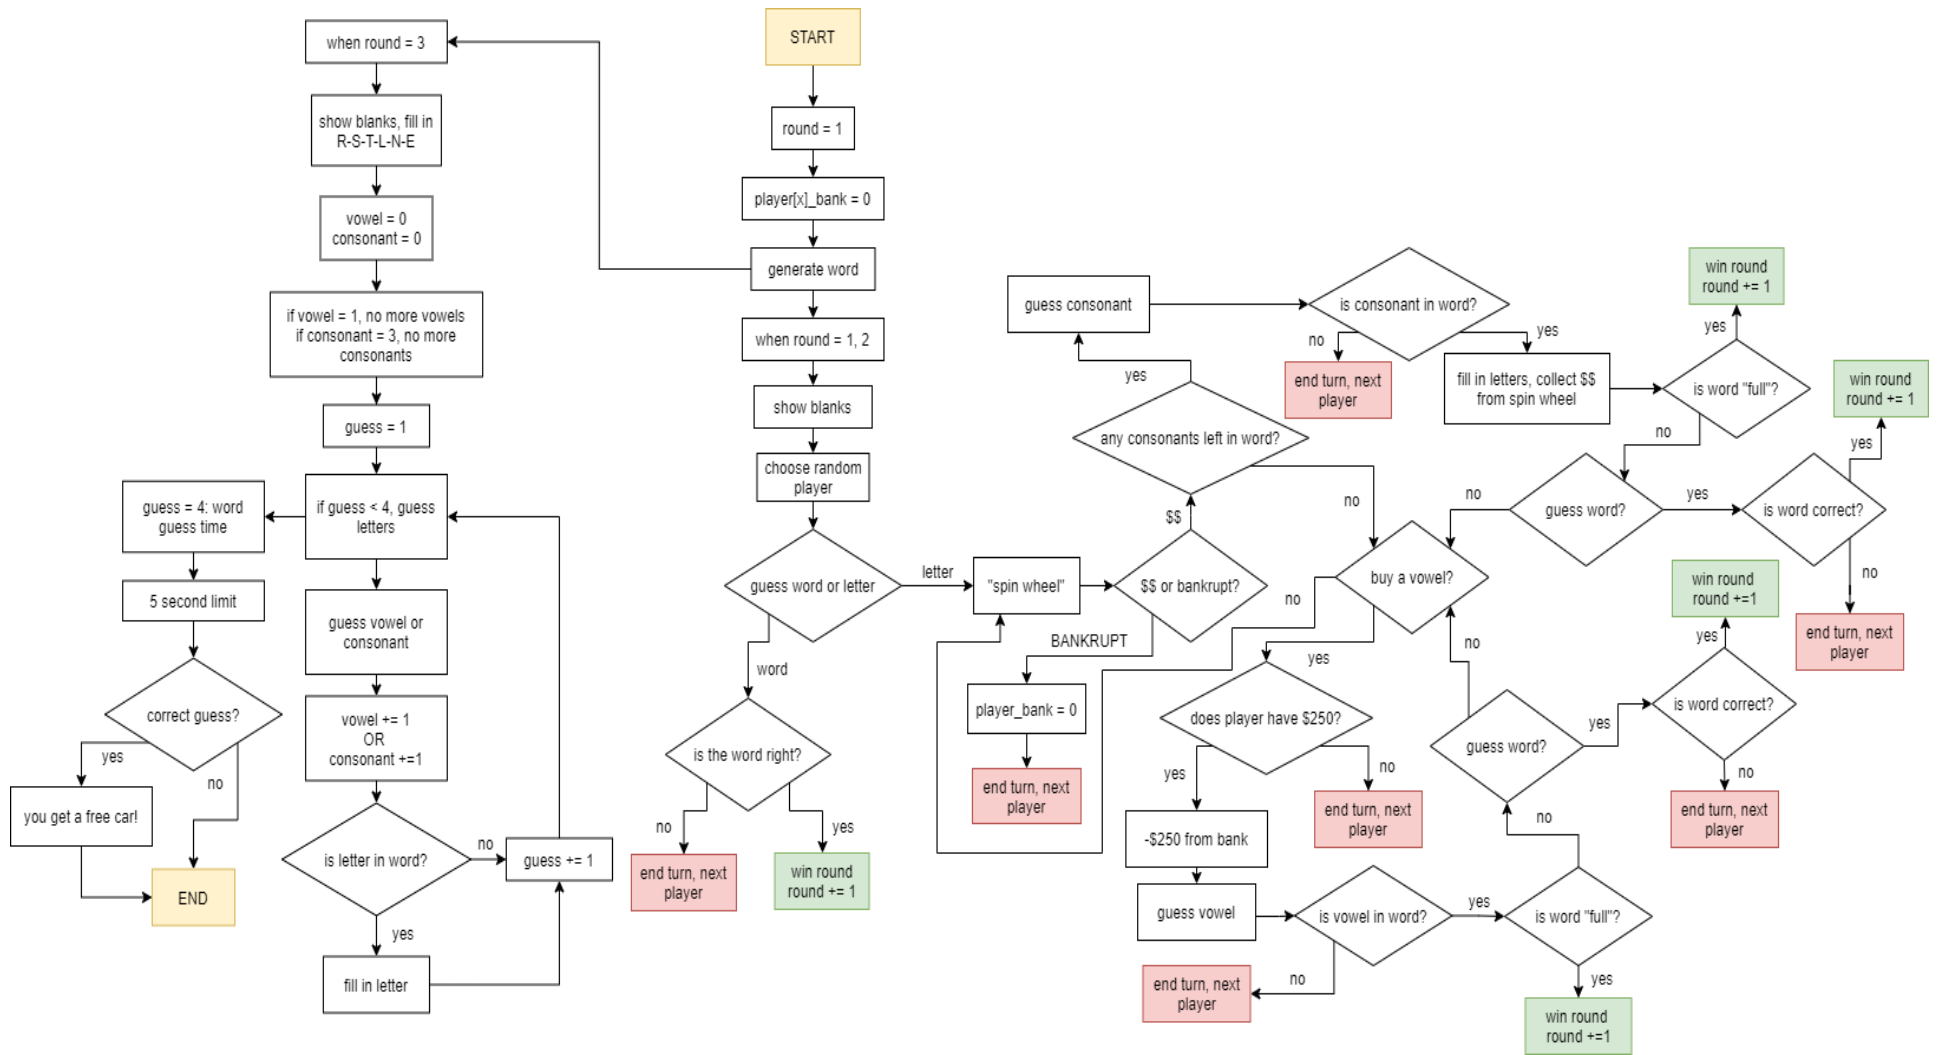 START
round = 1
player[x]_bank = 0
generate word
when round = 3
show blanks, fill in
R-S-T-L-N-E
vowel = 0
consonant = 0
if vowel = 1, no more vowels
if consonant = 3, no more
consonants
guess = 1
if guess < 4, guess
letters
guess = 4: word
guess time
5 second limit
correct guess?
yes
no
you get a free car!
END
guess vowel or
consonant
vowel += 1
OR
consonant +=1
is letter in word?
no
guess += 1
yes
fill in letter
when round = 1, 2
show blanks
choose random
player
guess word or letter
word
is the word right?
no
yes
end turn, next
player
win round
round += 1
letter
"spin wheel"
$$ or bankrupt?
BANKRUPT
player_bank = 0
end turn, next
player
$$
any consonants left in word?
yes
no
guess consonant
is consonant in word?
no
yes
end turn, next
player
fill in letters, collect $$
from spin wheel
is word "full"?
yes
win round
round += 1
no
guess word?
no
yes
is word correct?
yes
win round
round += 1
no
end turn, next
player
buy a vowel?
no
yes
does player have $250?
yes
no
end turn, next
player
-$250 from bank
guess vowel
is vowel in word?
no
end turn, next
player
yes
is word "full"?
yes
win round
round +=1
no
guess word?
no
yes
is word correct?
yes
win round
round +=1
no
end turn, next
player